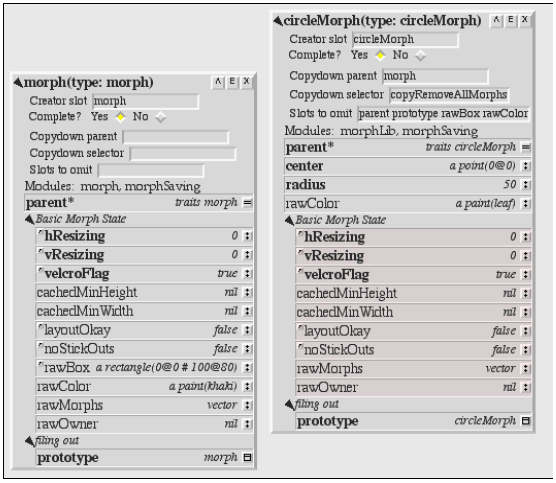 morph(type: morph) ʌ E X
Creator slot morph
Complete? Yes No
Copydown parent
Copydown selector
Slots to omit
Modules: morph, morphSaving
parent* traits morph =
Basic Morph State
hResizing 0 :
vResizing 0 :
velcroFlag true :
cachedMinHeight nil :
cachedMinWidth nil :
layoutOkay false :
noStickOuts false :
rawBox a rectangle(0@0 # 100@80) :
rawColor a paint(khaki) :
rawMorphs vector :
rawOwner nil :
filing out
prototype morph
circleMorph(type: circleMorph) ʌ E X
Creator slot circleMorph
Complete? Yes No
Copydown parent morph
Copydown selector copyRemoveAllMorphs
Slots to omit parent prototype rawBox rawColor
Modules: morphLib, morphSaving
parent* traits circleMorph =
center a point(0@0) :
radius 50 :
rawColor a paint(leaf) :
Basic Morph State
hResizing 0 :
vResizing 0 :
velcroFlag true :
cachedMinHeight nil :
cachedMinWidth nil :
layoutOkay false :
noStickOuts false :
rawMorphs vector :
rawOwner nil :
filing out
prototype circleMorph